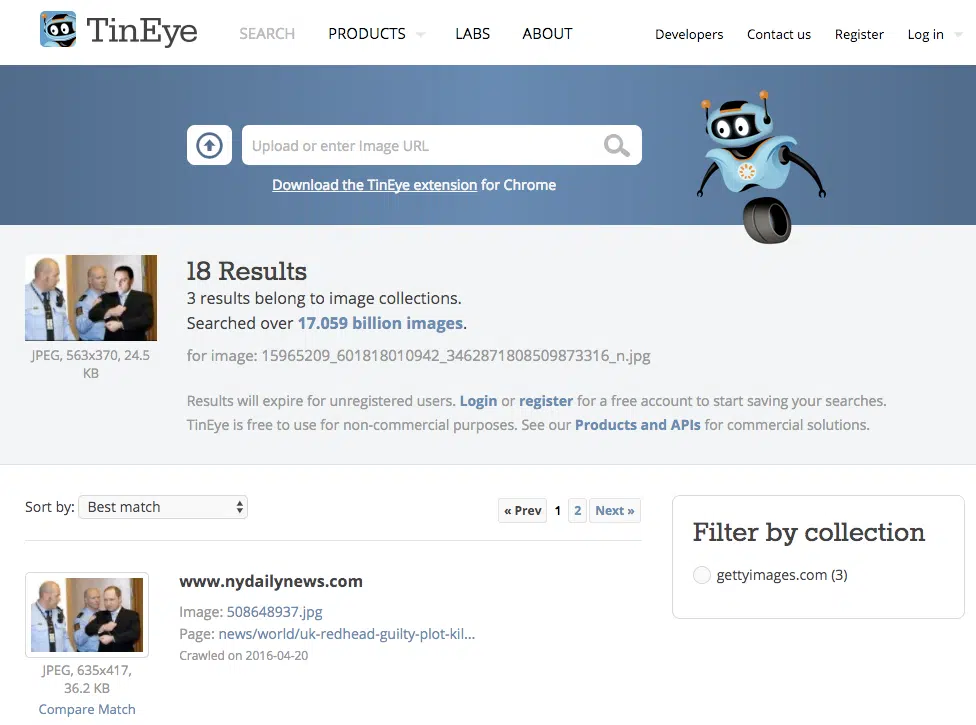 TinEye
SEARCH
PRODUCTS
LABS
ABOUT
Developers
Contact us
Register
Log in
Upload or enter Image URL
Download the TinEye extension for Chrome
18 Results
3 results belong to image collections.
Searched over 17.059 billion images.
for image: 15965209_601818010942_3462871808509873316_n.jpg
JPEG, 563x370, 24.5
KB
Results will expire for unregistered users. Login or register for a free account to start saving your searches.
TinEye is free to use for non-commercial purposes. See our Products and APIs for commercial solutions.
Sort by: Best match
« Prev 1 2 Next »
Filter by collection
gettyimages.com (3)
www.nydailynews.com
Image: 508648937.jpg
Page: news/world/uk-redhead-guilty-plot-kil...
Crawled on 2016-04-20
JPEG, 635x417,
36.2 KB
Compare Match